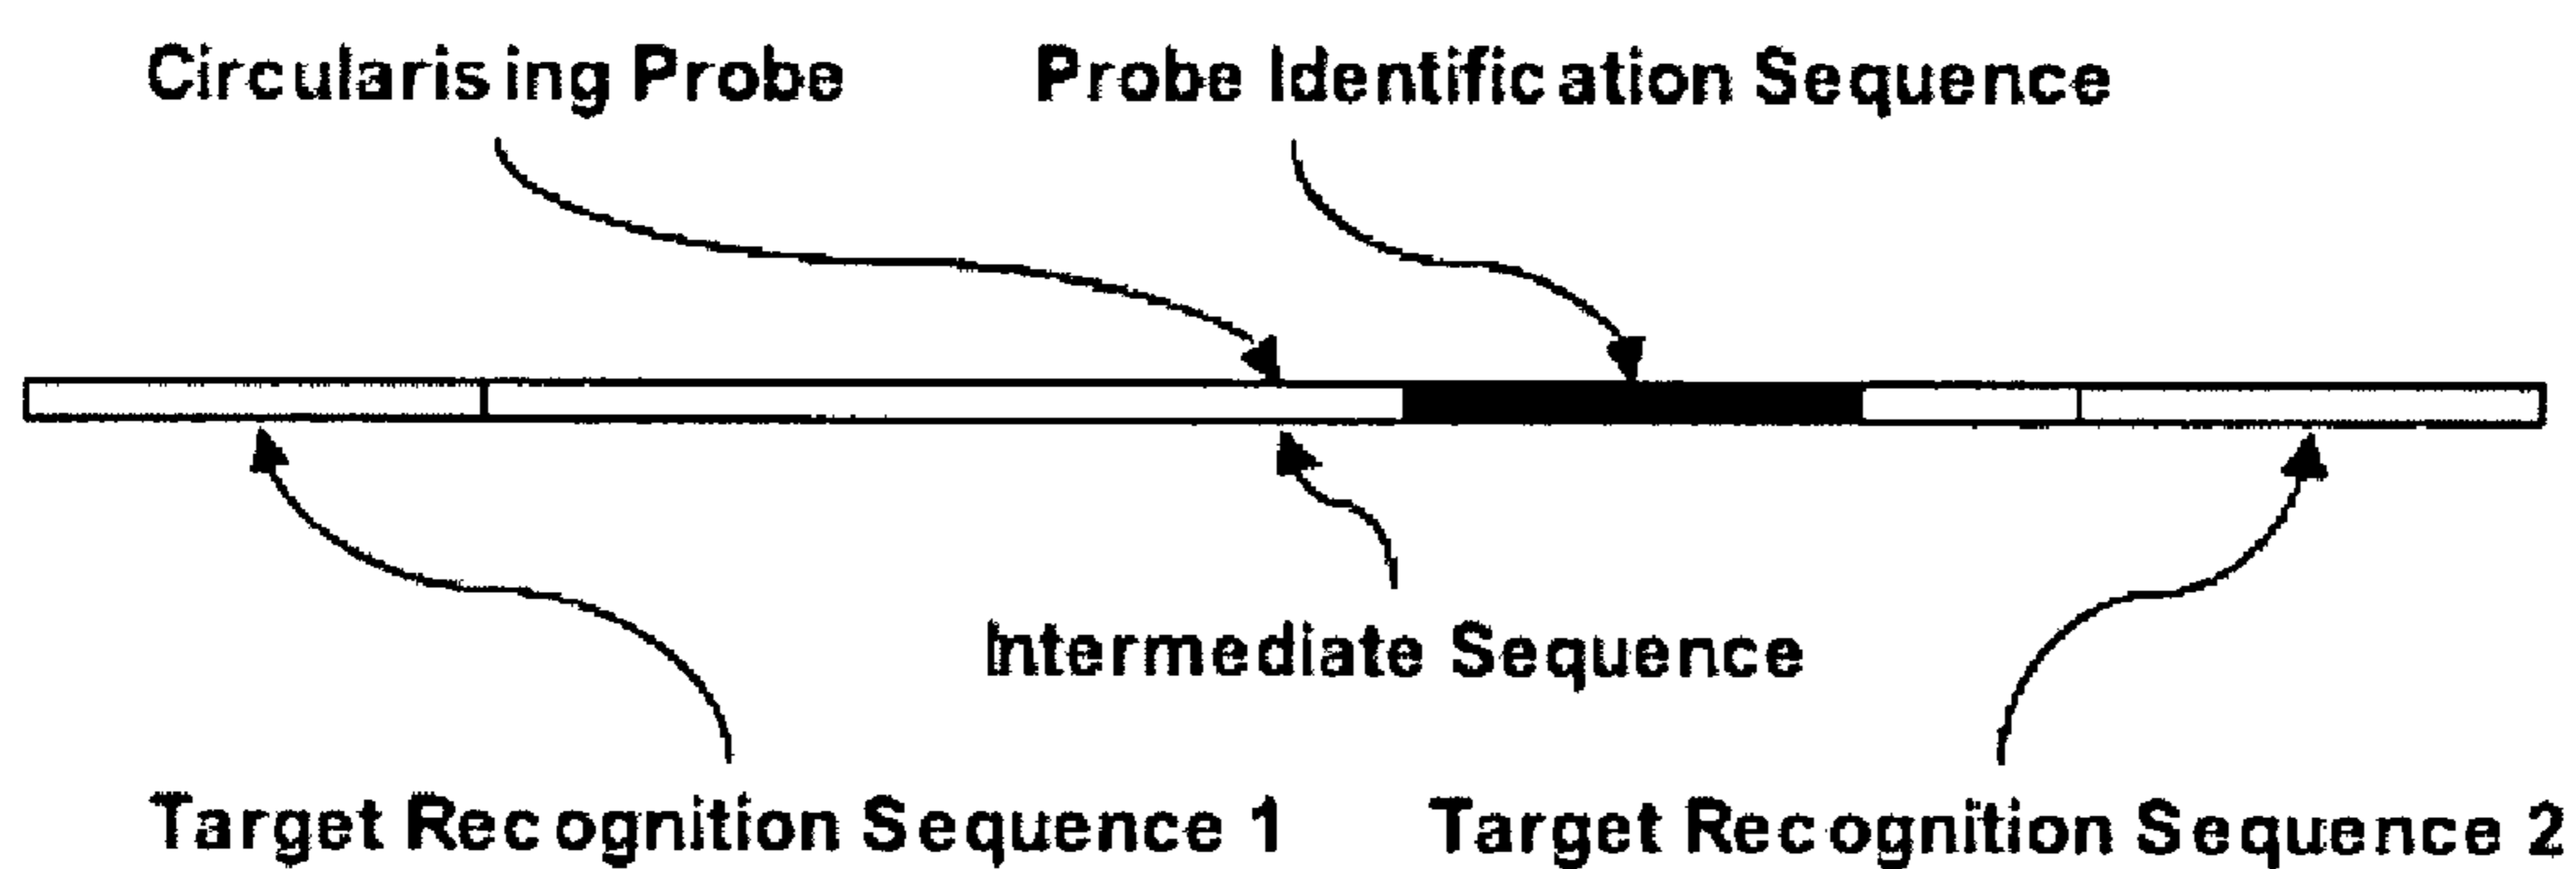 Circularising Probe
Probe Identification Sequence
Intermediate Sequence
Target Recognition Sequence 1
Target Recognition Sequence 2